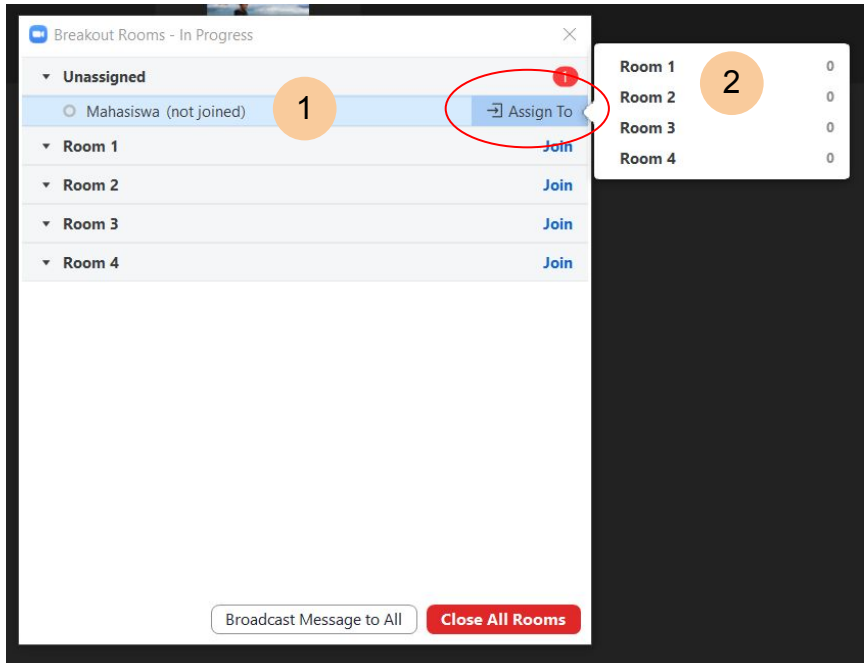 Breakout Rooms - In Progress
Unassigned 1
Mahasiswa (not joined) 1 Assign To
Room 1 Join
Room 2 Join
Room 3 Join
Room 4 Join
Broadcast Message to All Close All Rooms
Room 1 0
2
Room 2 0
Room 3 0
Room 4 0